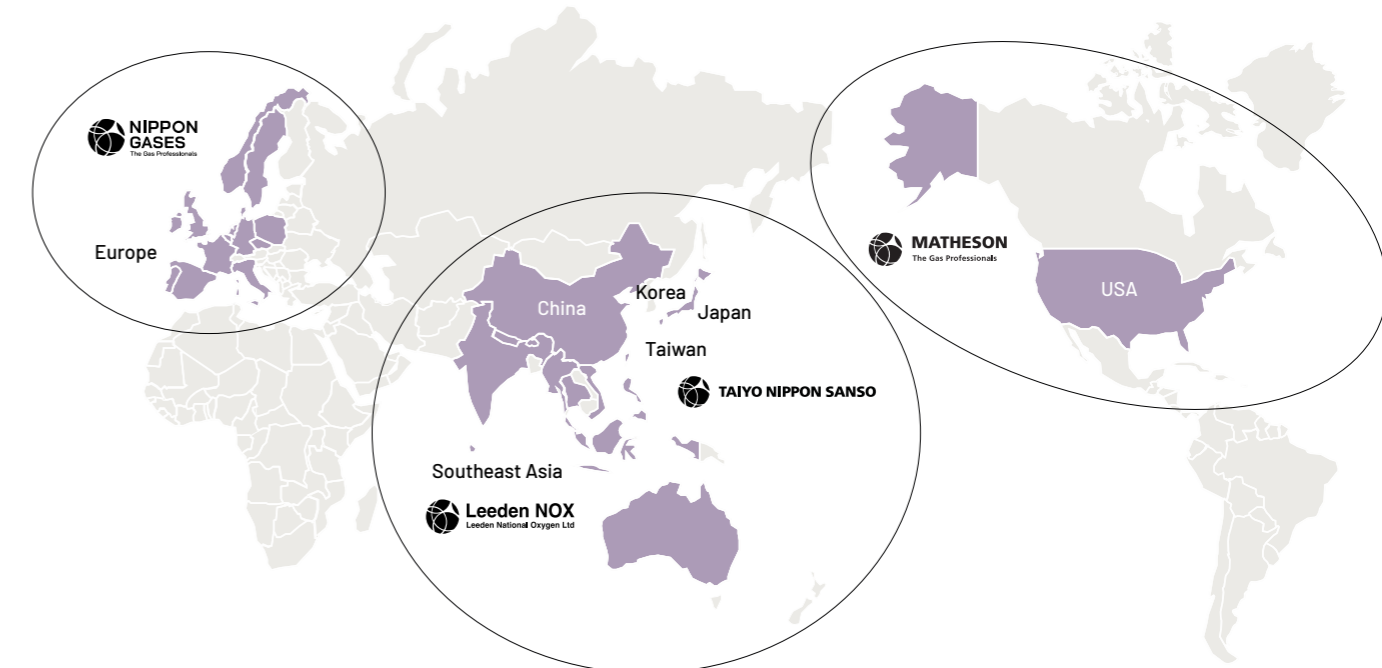 NIPPON
GASES
The Gas Professionals
Europe
MATHESON
The Gas Professionals
USA
China
Korea
Japan
Taiwan
TAIYO NIPPON SANSO
Southeast Asia
Leeden NOX
Leeden National Oxygen Ltd